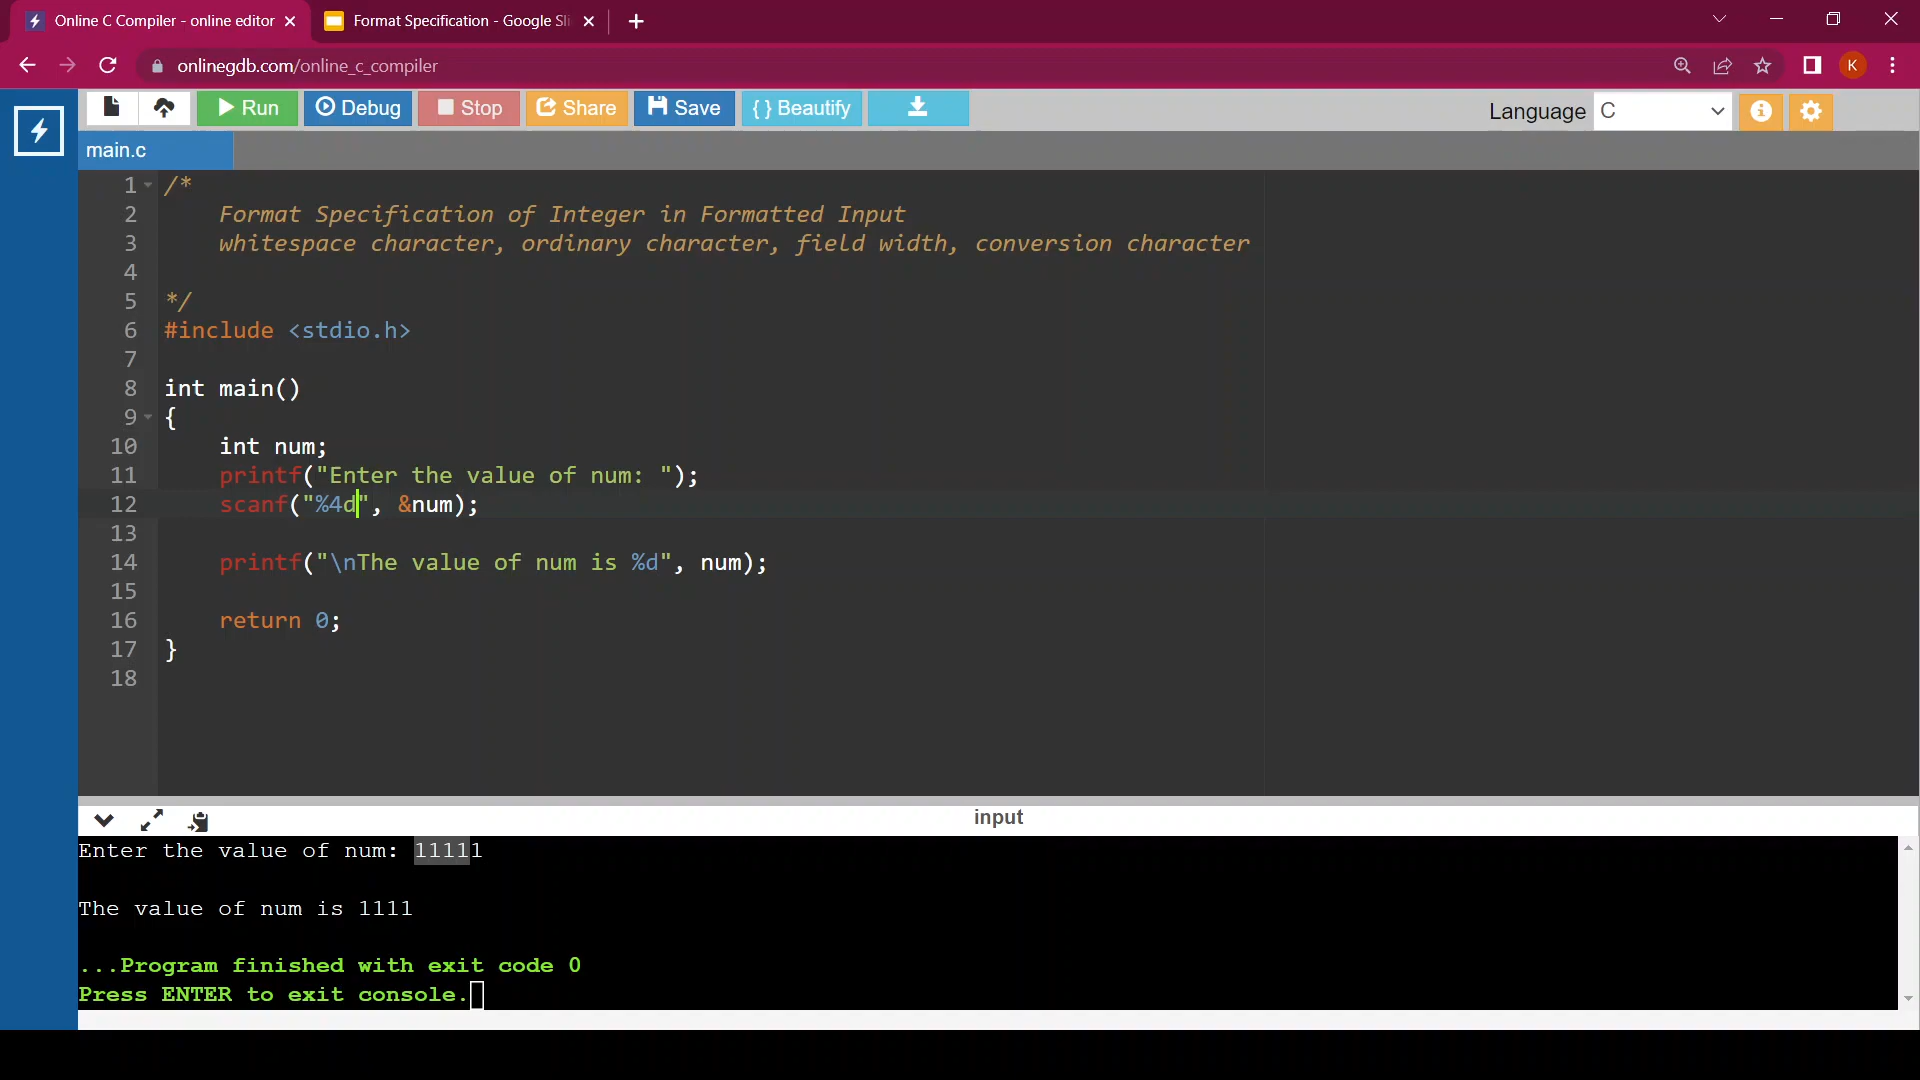 Online C Compiler - online editor
Format Specification - Google Sli
onlinegdb.com/online_c_compiler
K
Run
Debug
Stop
Share
Save
{ } Beautify
Language
C
main.c
1 /*
2 Format Specification of Integer in Formatted Input
3 whitespace character, ordinary character, field width, conversion character
4
5 */
6 #include <stdio.h>
7
8 int main()
9 {
10 int num;
11 printf("Enter the value of num: ");
12 scanf("%4d", &num);
13
14 printf("\nThe value of num is %d", num);
15
16 return 0;
17 }
18
input
Enter the value of num: 11111
The value of num is 1111
...Program finished with exit code 0
Press ENTER to exit console.